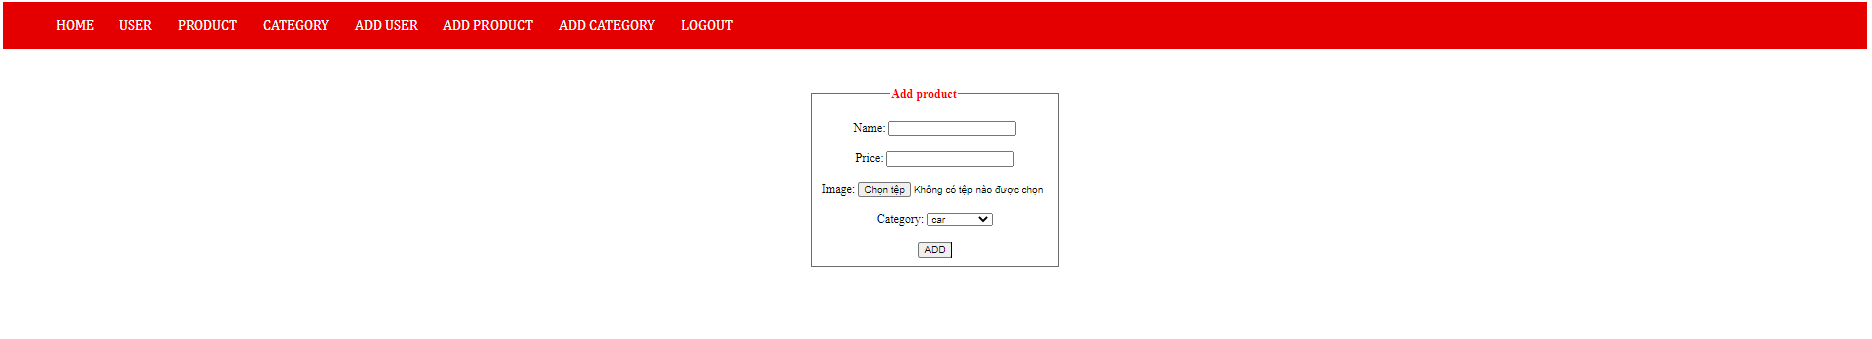 HOME USER PRODUCT CATEGORY ADD USER ADD PRODUCT ADD CATEGORY LOGOUT
Add product
Name:
Price:
Image: Chọn tệp Không có tệp nào được chọn
Category: car
ADD